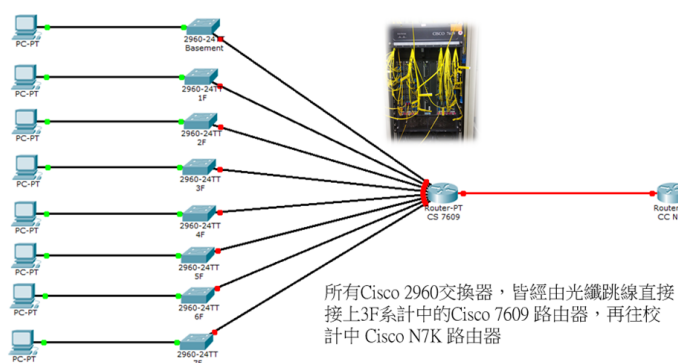 PC-PT
2960-24TT
Basement
PC-PT
2960-24TT
1F
PC-PT
2960-24TT
2F
PC-PT
2960-24TT
3F
PC-PT
2960-24TT
4F
PC-PT
2960-24TT
5F
PC-PT
2960-24TT
6F
PC-PT
2960-24TT
CISCO
Router-PT
CS 7609
Router
CC N
所有Cisco 2960交換器，皆經由光纖跳線直接
接上3F系計中的Cisco 7609 路由器，再往校
計中 Cisco N7K 路由器